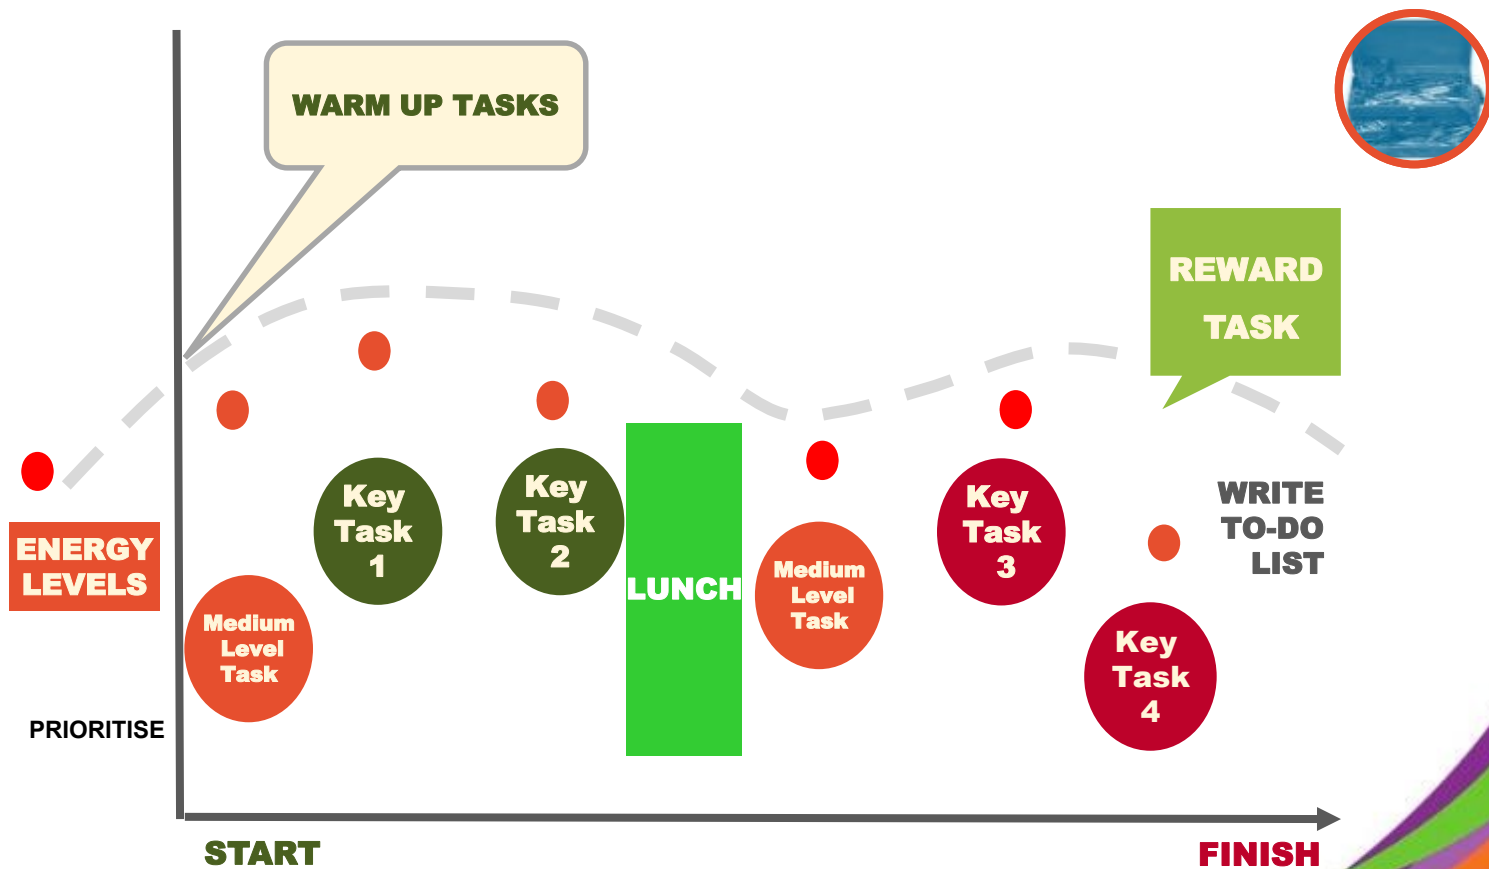 WARM UP TASKS
REWARD
TASK
ENERGY
LEVELS
Key
Task
1
Key
Task
2
LUNCH
Medium
Level
Task
Medium
Level
Task
Key
Task
3
Key
Task
4
WRITE
TO-DO
LIST
PRIORITISE
START
FINISH